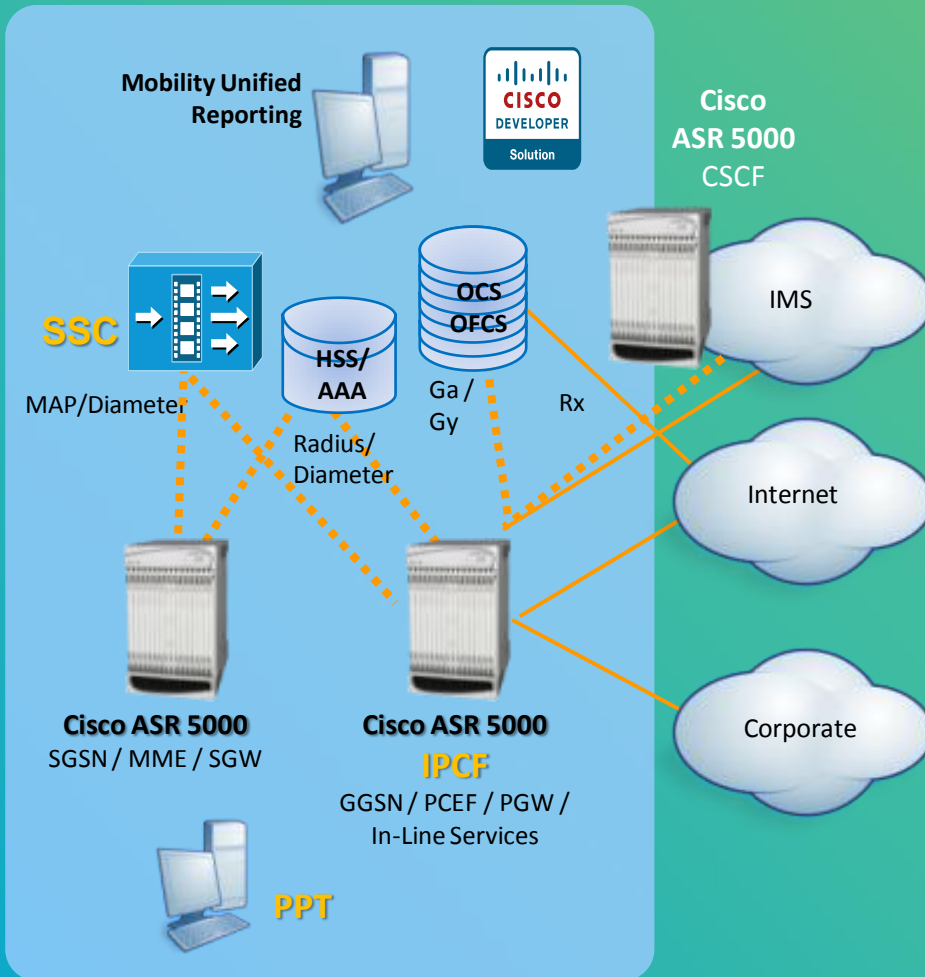 Mobility Unified
Reporting
CISCO
DEVELOPER
Solution
Cisco
ASR 5000
CSCF
IMS
OCS
OFCS
SSC
HSS/
AAA
MAP/Diameter
Ga /
Gy
Rx
Radius/
Diameter
Internet
Cisco ASR 5000
SGSN / MME / SGW
Cisco ASR 5000
IPCF
GGSN / PCEF / PGW /
In-Line Services
Corporate
PPT